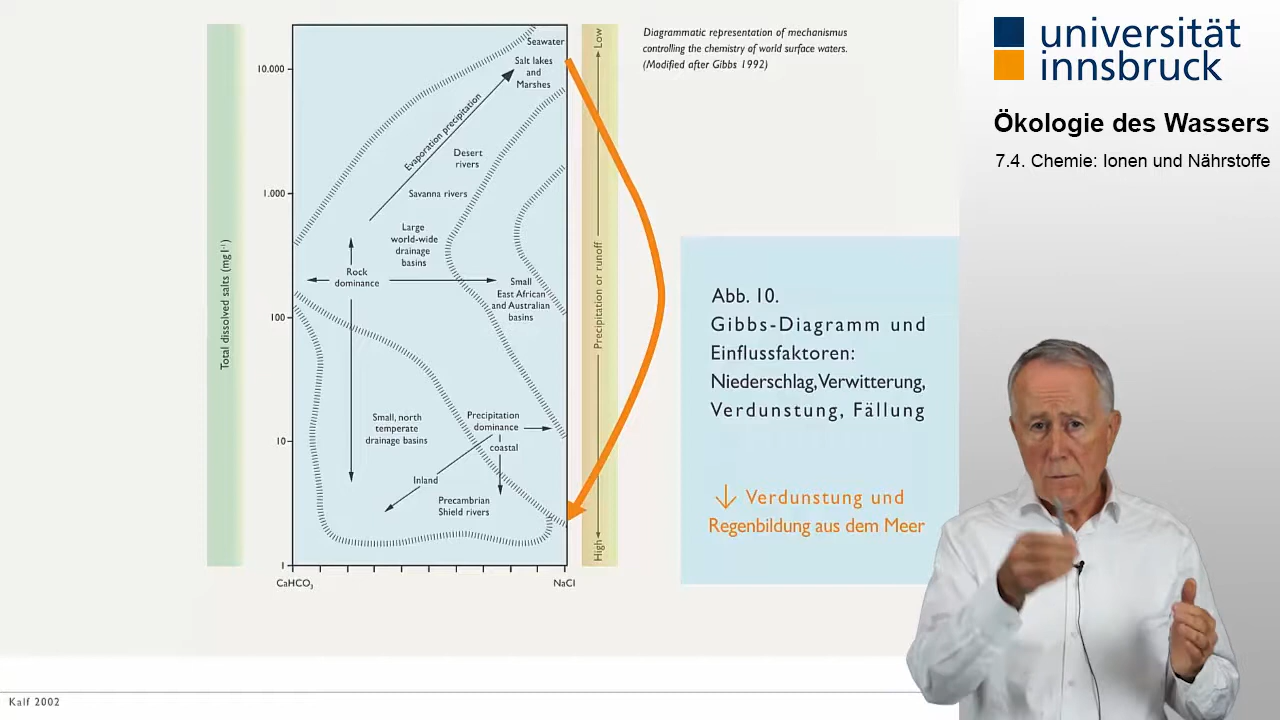 universität
innsbruck
Ökologie des Wassers
7.4. Chemie: Ionen und Nährstoffe
Diagrammatic representation of mechanismus
controlling the chemistry of world surface waters.
(Modified after Gibbs 1992)
Total dissolved salts (mg l⁻¹)
10.000
1.000
100
10
1
CaHCO₃
NaCl
Seawater
Salt lakes
and
Marshes
Evaporation precipitation
Desert
rivers
Savanna rivers
Large
world-wide
drainage
basins
Rock
dominance
Small
East African
and Australian
basins
Small, north
temperate
drainage basins
Precipitation
dominance
coastal
Inland
Precambrian
Shield rivers
Low
Precipitation or runoff
High
Abb. 10.
Gibbs-Diagramm und
Einflussfaktoren:
Niederschlag, Verwitterung,
Verdunstung, Fällung
↓ Verdunstung und
Regenbildung aus dem Meer
Kalf 2002